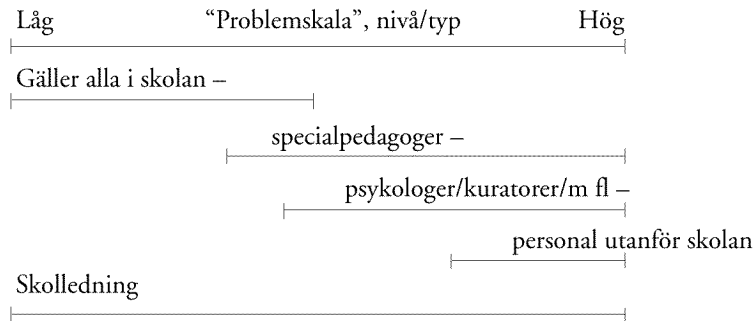 Låg “Problemskala”, nivå/typ Hög
Gäller alla i skolan –
specialpedagoger –
psykologer/kuratorer/m fl –
personal utanför skolan
Skolledning